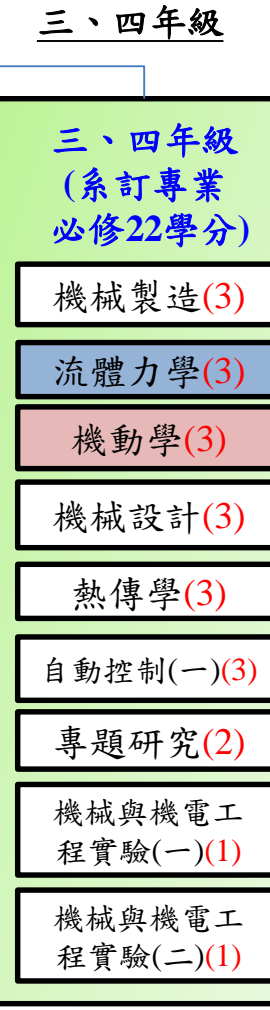 三、四年級
三、四年級
(系訂專業
必修22學分)
機械製造(3)
流體力學(3)
機動學(3)
機械設計(3)
熱傳學(3)
自動控制(一)(3)
專題研究(2)
機械與機電工
程實驗(一)(1)
機械與機電工
程實驗(二)(1)